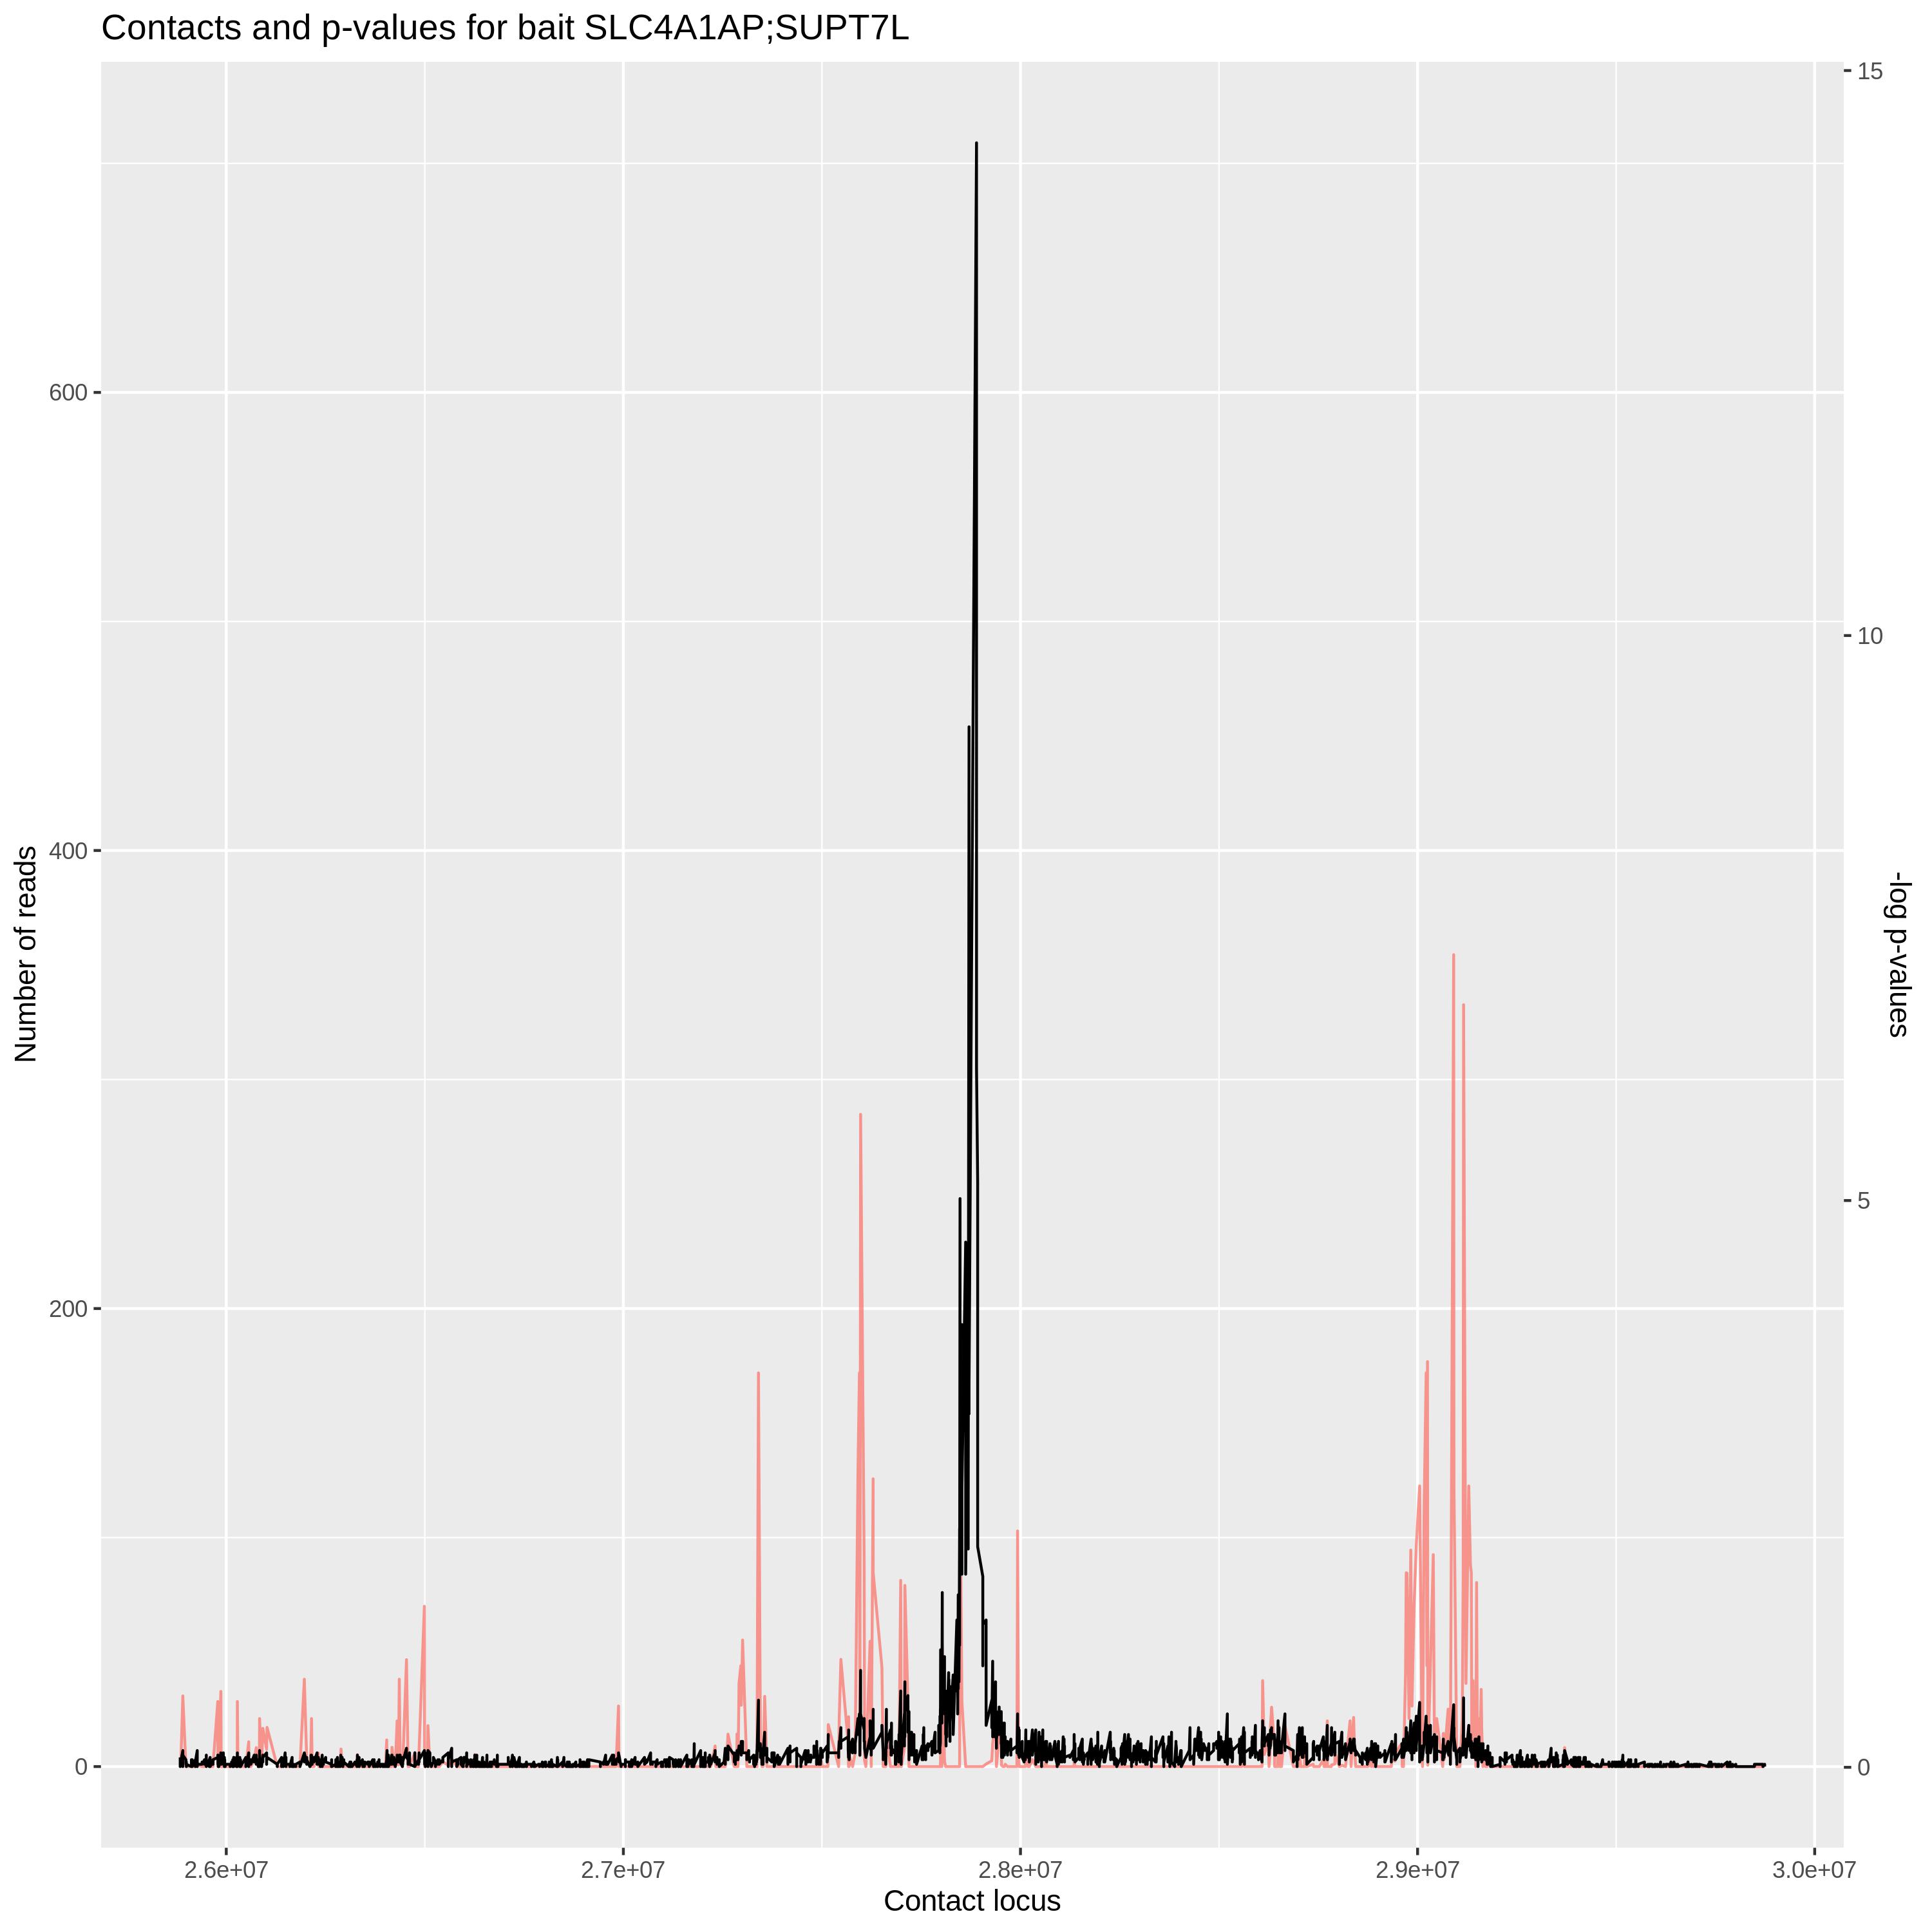 Contacts and p-values for bait SLC4A1AP;SUPT7L
15
600
10
400
Number of reads
-log p-values
5
200
0
0
2.6e+07
2.7e+07
2.8e+07
2.9e+07
3.0e+07
Contact locus